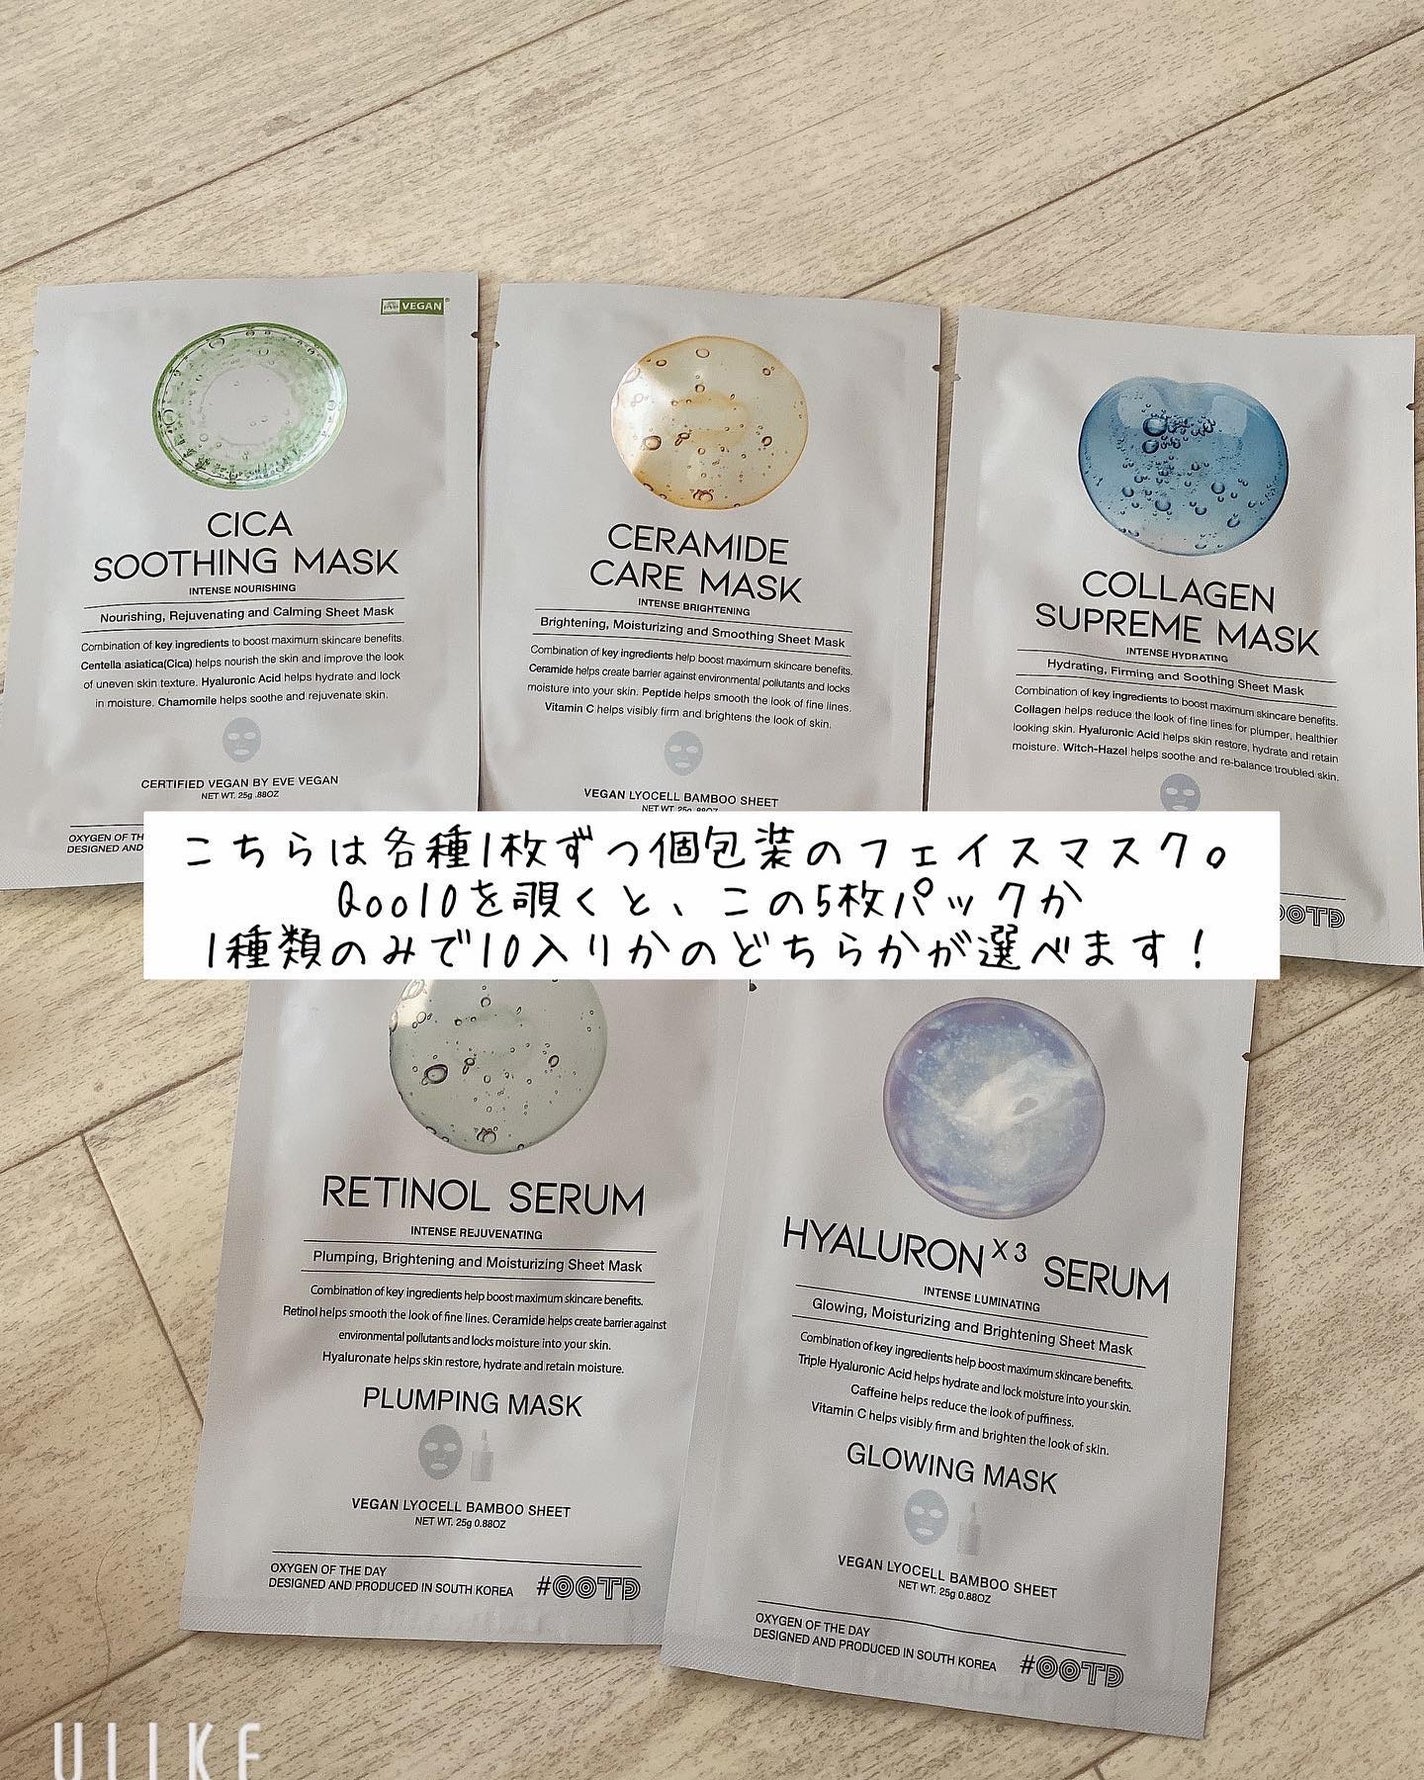 VEGAN
CICA
SOOTHING MASK
INTENSE NOURISHING
Nourishing, Rejuvenating and Calming Sheet Mask
Combination of key ingredients to boost maximum skincare benefits.
Centella asiatica(Cica) helps nourish the skin and improve the look
of uneven skin texture. Hyaluronic Acid helps hydrate and lock
in moisture. Chamomile helps soothe and rejuvenate skin.
CERTIFIED VEGAN BY EVE VEGAN
NET WT. 25g .88OZ
OXYGEN OF TH
DESIGNED AND
CERAMIDE
CARE MASK
INTENSE BRIGHTENING
Brightening, Moisturizing and Smoothing Sheet Mask
Combination of key ingredients help boost maximum skincare benefits.
Ceramide helps create barrier against environmental pollutants and locks
moisture into your skin. Peptide helps smooth the look of fine lines.
Vitamin C helps visibly firm and brightens the look of skin.
VEGAN LYOCELL BAMBOO SHEET
NET WT. 25g .88OZ
COLLAGEN
SUPREME MASK
INTENSE HYDRATING
Hydrating, Firming and Soothing Sheet Mask
Combination of key ingredients to boost maximum skincare benefits.
Collagen helps reduce the look of fine lines for plumper, healthier
looking skin. Hyaluronic Acid helps skin restore, hydrate and retain
moisture. Witch-Hazel helps soothe and re-balance troubled skin.
OOTD
こちらは各種1枚ずつ個包装のフェイスマスク。
Qoo10を覗くと、この5枚パックか
1種類のみで10入りかのどちらかが選べます！
RETINOL SERUM
INTENSE REJUVENATING
Plumping, Brightening and Moisturizing Sheet Mask
Combination of key ingredients help boost maximum skincare benefits.
Retinol helps smooth the look of fine lines. Ceramide helps create barrier against
environmental pollutants and locks moisture into your skin.
Hyaluronate helps skin restore, hydrate and retain moisture.
PLUMPING MASK
VEGAN LYOCELL BAMBOO SHEET
NET WT. 25g 0.88OZ
OXYGEN OF THE DAY
DESIGNED AND PRODUCED IN SOUTH KOREA #OOTD
HYALURON X3 SERUM
INTENSE LUMINATING
Glowing, Moisturizing and Brightening Sheet Mask
Combination of key ingredients help boost maximum skincare benefits.
Triple Hyaluronic Acid helps hydrate and lock moisture into your skin.
Caffeine helps reduce the look of puffiness.
Vitamin C helps visibly firm and brighten the look of skin.
GLOWING MASK
VEGAN LYOCELL BAMBOO SHEET
NET WT. 25g 0.88OZ
OXYGEN OF THE DAY
DESIGNED AND PRODUCED IN SOUTH KOREA #OOTD
ULIKE